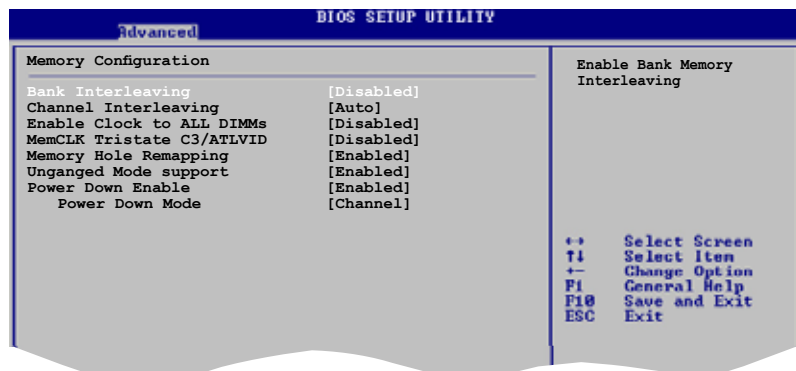 BIOS SETUP UTILITY
Advanced
Memory Configuration
Bank Interleaving [Disabled]
Channel Interleaving [Auto]
Enable Clock to ALL DIMMs [Disabled]
MemCLK Tristate C3/ATLVID [Disabled]
Memory Hole Remapping [Enabled]
Unganged Mode support [Enabled]
Power Down Enable [Enabled]
Power Down Mode [Channel]
Enable Bank Memory
Interleaving
←→ Select Screen
↑↓ Select Item
+- Change Option
F1 General Help
F10 Save and Exit
ESC Exit